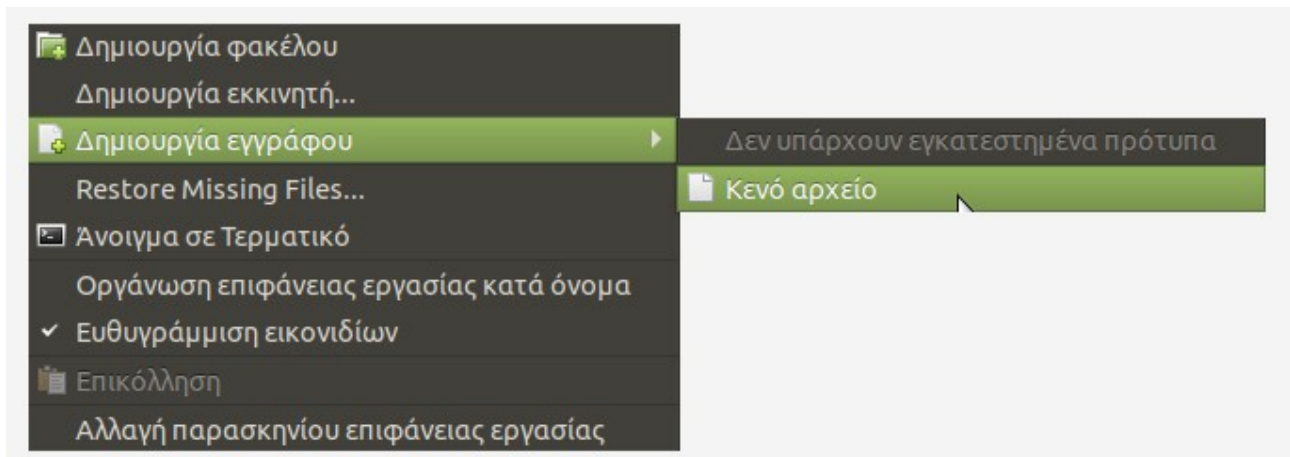 Δημιουργία φακέλου
Δημιουργία εκκινητή...
Δημιουργία εγγράφου
Δεν υπάρχουν εγκατεστημένα πρότυπα
Restore Missing Files...
Κενό αρχείο
Άνοιγμα σε Τερματικό
Οργάνωση επιφάνειας εργασίας κατά όνομα
Ευθυγράμμιση εικονιδίων
Επικόλληση
Αλλαγή παρασκηνίου επιφάνειας εργασίας